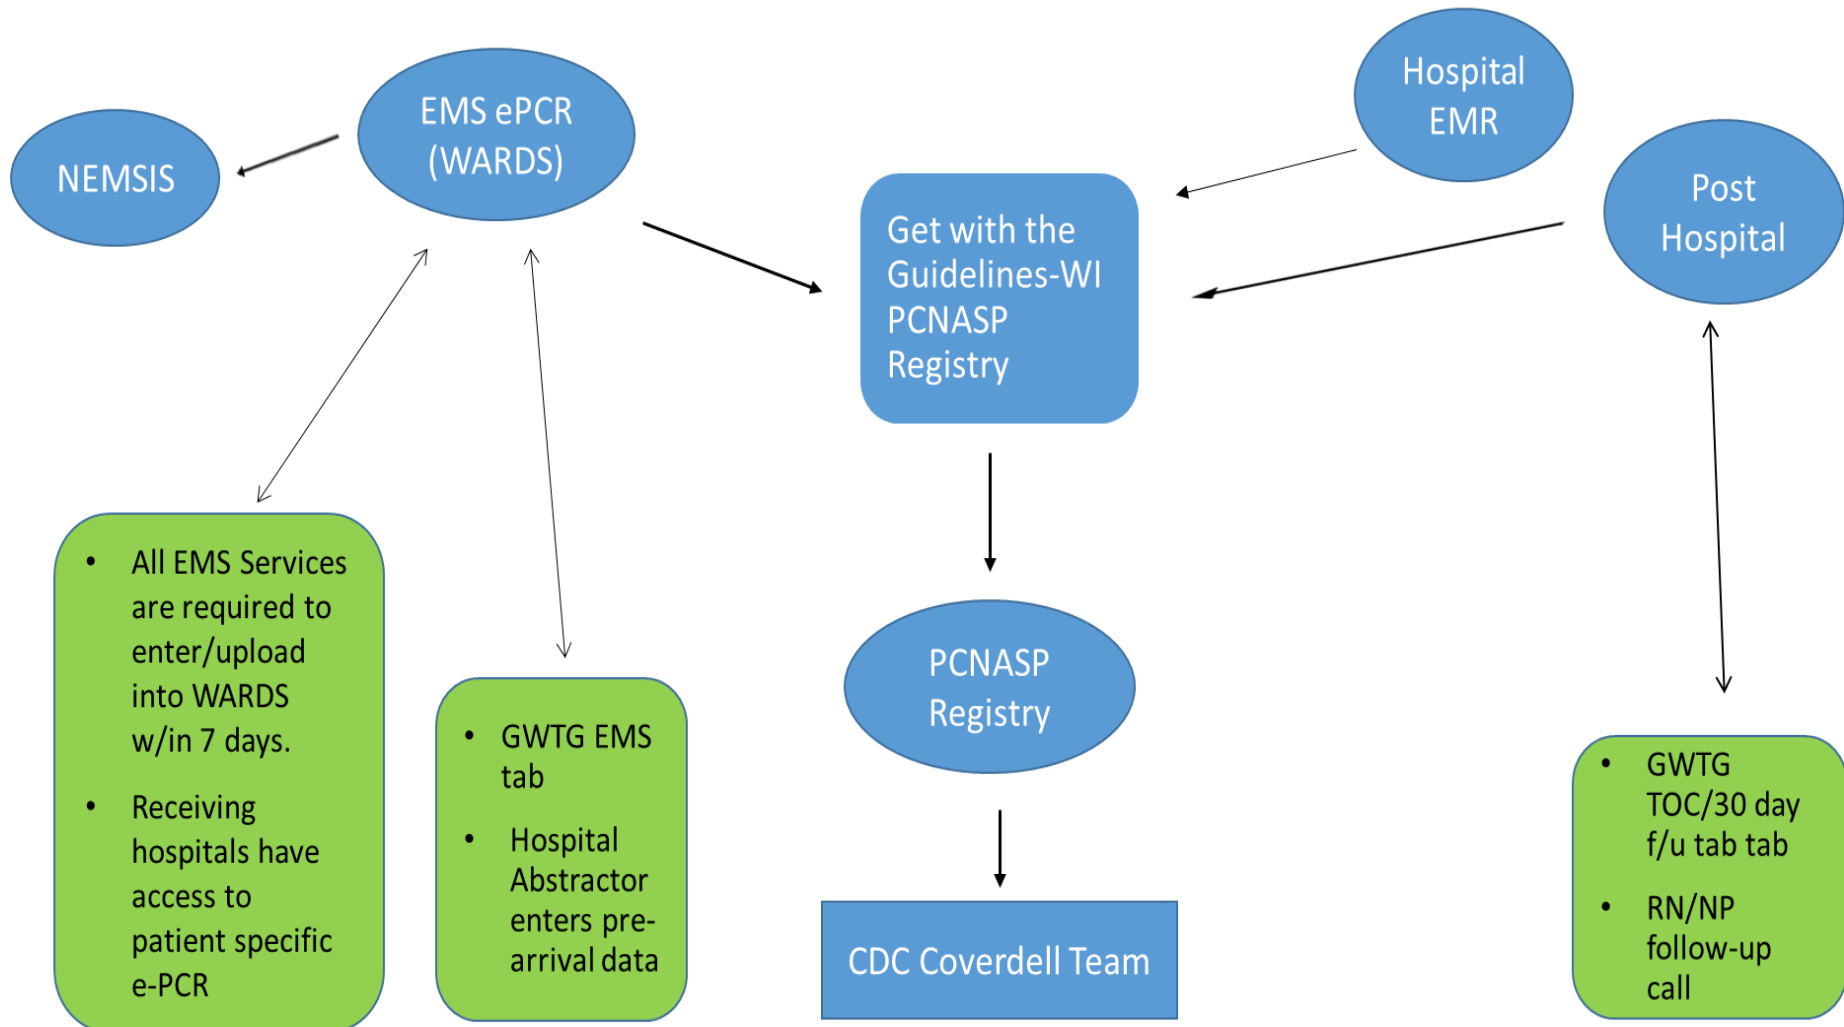 NEMSIS
EMS ePCR
(WARDS)
Hospital
EMR
Post
Hospital
Get with the
Guidelines-WI
PCNASP
Registry
• All EMS Services
are required to
enter/upload
into WARDS
w/in 7 days.
• Receiving
hospitals have
access to
patient specific
e-PCR
• GWTG EMS
tab
• Hospital
Abstractor
enters pre-
arrival data
PCNASP
Registry
CDC Coverdell Team
• GWTG
TOC/30 day
f/u tab tab
• RN/NP
follow-up
call